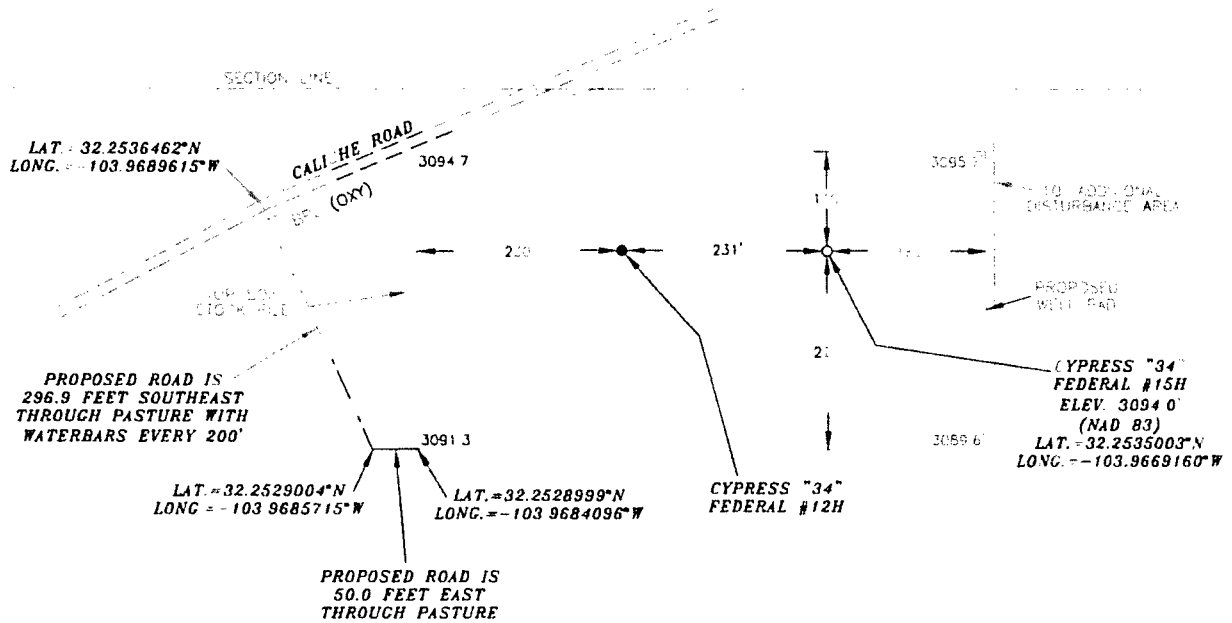 SECTION LINE
LAT. = 32.2536462°N
LONG. = -103.9689615°W
CALICHE ROAD
(OXY)
3094.7
3095.
ADDITIONAL
DISTURBANCE AREA
231'
PROPOSED
WELL PAD
PROPOSED ROAD IS
296.9 FEET SOUTHEAST
THROUGH PASTURE WITH
WATERBARS EVERY 200'
CYPRESS "34"
FEDERAL #15H
ELEV. 3094.0'
(NAD 83)
LAT. = 32.2535003°N
LONG. = -103.9669160°W
3091.3
3089.6'
LAT. = 32.2529004°N
LONG = -103.9685715°W
LAT. = 32.2528999°N
LONG. = -103.9684096°W
CYPRESS "34"
FEDERAL #12H
PROPOSED ROAD IS
50.0 FEET EAST
THROUGH PASTURE